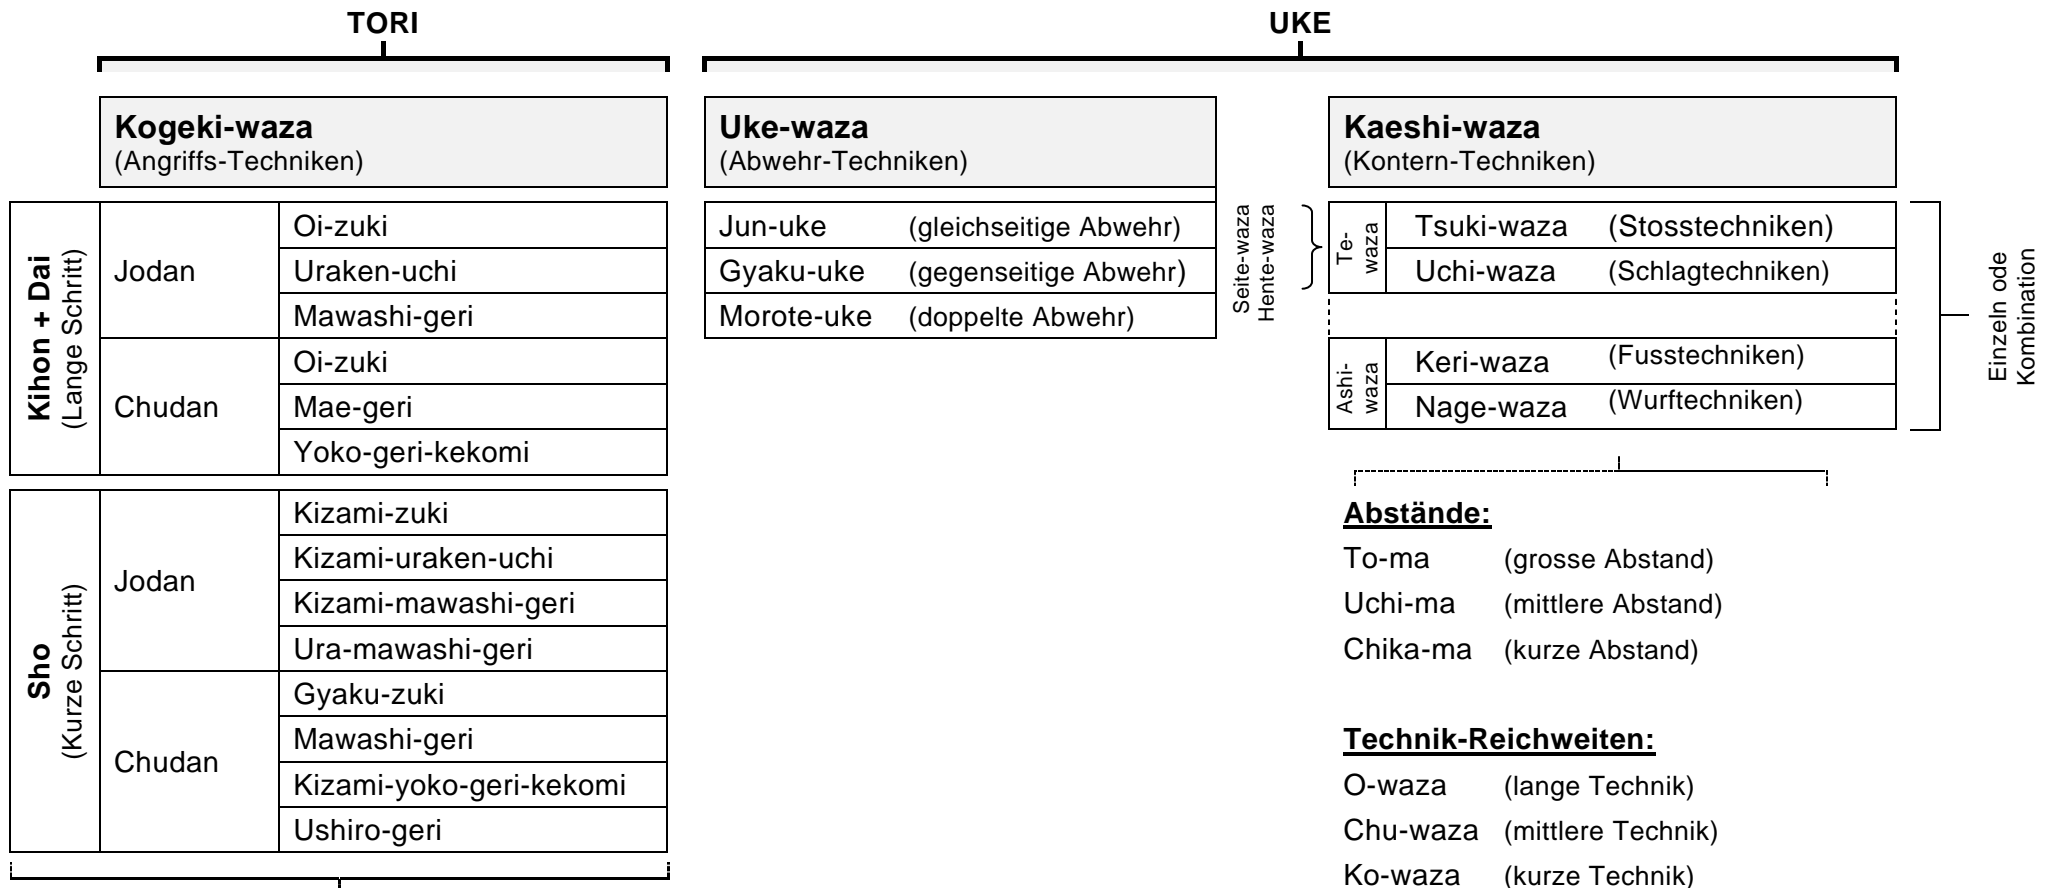 TORI
UKE
Kogeki-waza
(Angriffs-Techniken)
Uke-waza
(Abwehr-Techniken)
Kaeshi-waza
(Kontern-Techniken)
Kihon + Dai
(Lange Schritt)
Jodan
Oi-zuki
Uraken-uchi
Mawashi-geri
Chudan
Oi-zuki
Mae-geri
Yoko-geri-kekomi
Sho
(Kurze Schritt)
Jodan
Kizami-zuki
Kizami-uraken-uchi
Kizami-mawashi-geri
Ura-mawashi-geri
Chudan
Gyaku-zuki
Mawashi-geri
Kizami-yoko-geri-kekomi
Ushiro-geri
Jun-uke (gleichseitige Abwehr)
Gyaku-uke (gegenseitige Abwehr)
Morote-uke (doppelte Abwehr)
Seite-waza
Hente-waza
Te-
waza
Tsuki-waza (Stosstechniken)
Uchi-waza (Schlagtechniken)
Ashi-
waza
Keri-waza (Fusstechniken)
Nage-waza (Wurftechniken)
Einzeln ode
Kombination
Abstände:
To-ma (grosse Abstand)
Uchi-ma (mittlere Abstand)
Chika-ma (kurze Abstand)
Technik-Reichweiten:
O-waza (lange Technik)
Chu-waza (mittlere Technik)
Ko-waza (kurze Technik)